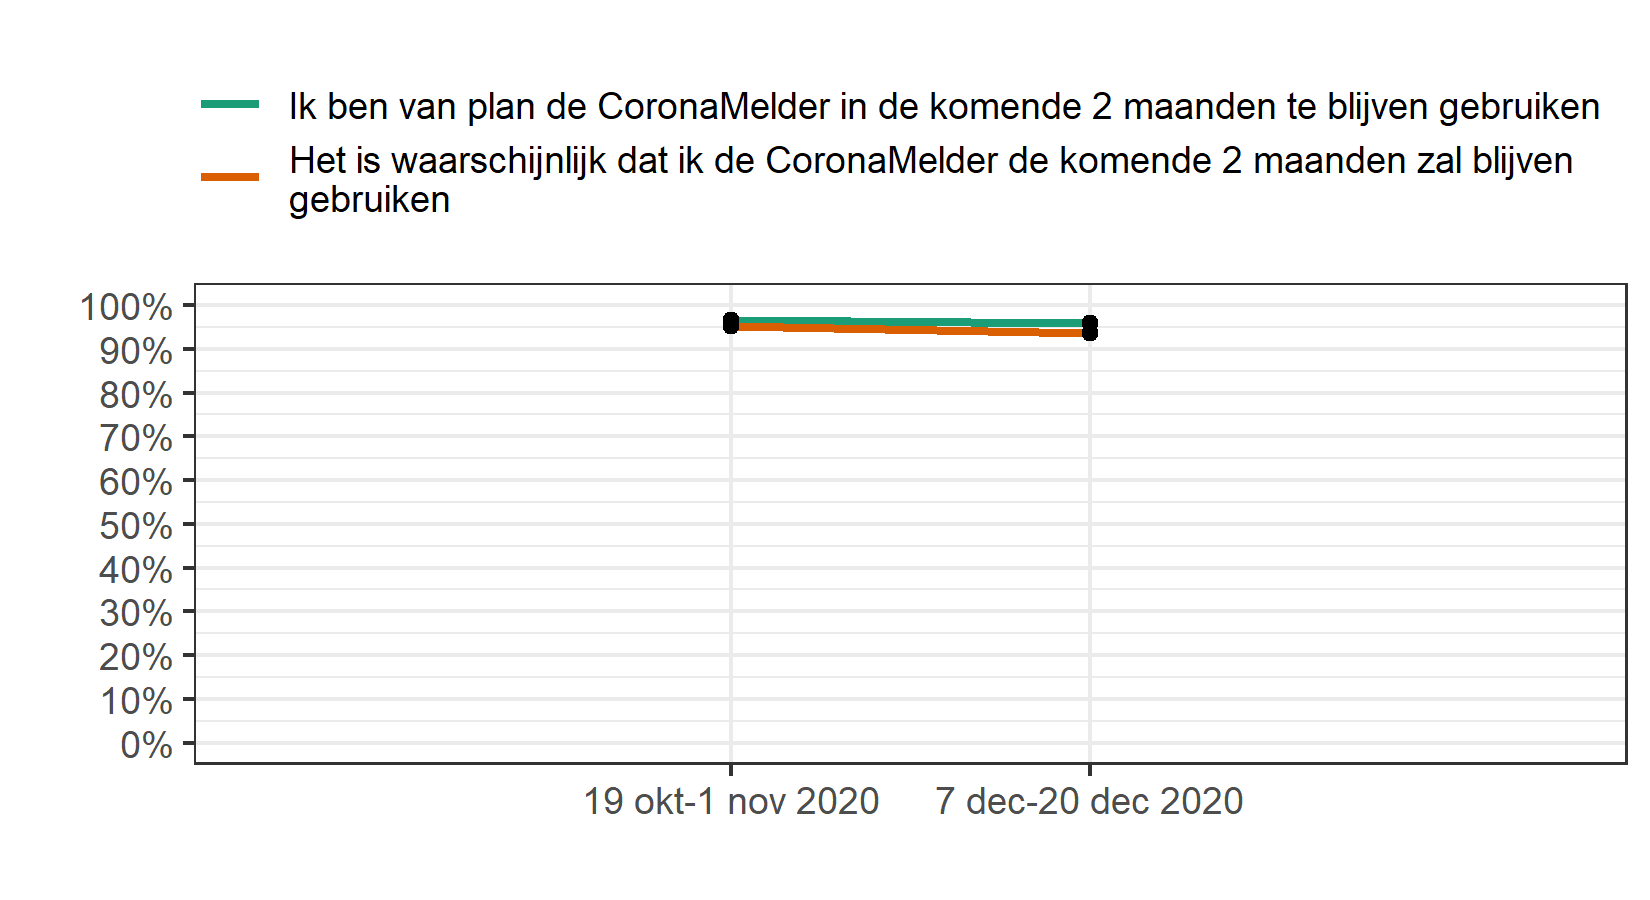 Ik ben van plan de CoronaMelder in de komende 2 maanden te blijven gebruiken
Het is waarschijnlijk dat ik de CoronaMelder de komende 2 maanden zal blijven
gebruiken
100%
90%
80%
70%
60%
50%
40%
30%
20%
10%
0%
19 okt-1 nov 2020
7 dec-20 dec 2020